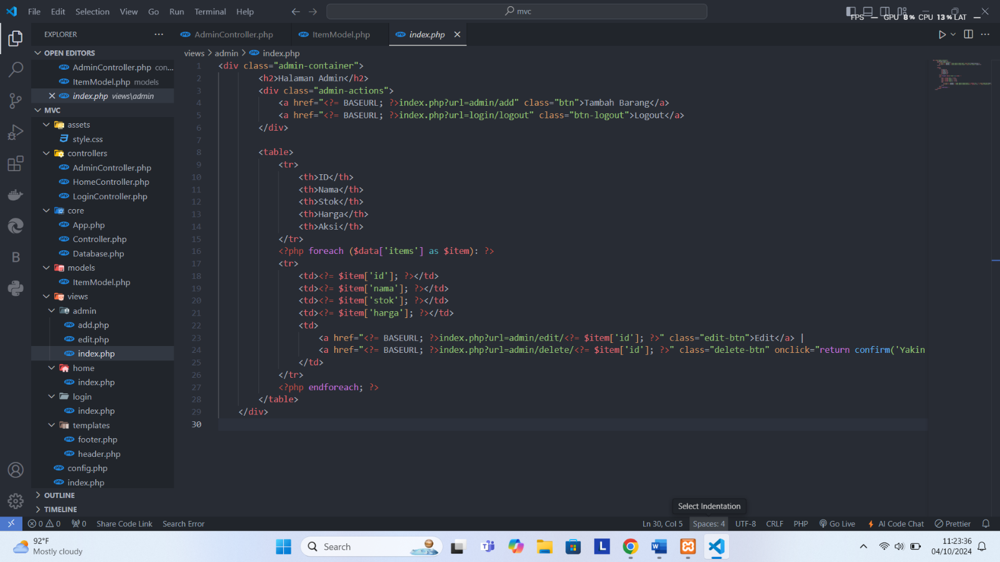 File Edit Selection View Go Run Terminal Help
mvc
FPS — GPU 8 % CPU 13 % LAT —
EXPLORER
AdminController.php
ItemModel.php
index.php
OPEN EDITORS
AdminController.php con...
ItemModel.php models
index.php views\admin
MVC
assets
style.css
controllers
AdminController.php
HomeController.php
LoginController.php
core
App.php
Controller.php
Database.php
models
ItemModel.php
views
admin
add.php
edit.php
index.php
home
index.php
login
index.php
templates
footer.php
header.php
config.php
index.php
OUTLINE
TIMELINE
views > admin > index.php
1 <div class="admin-container">
2 <h2>Halaman Admin</h2>
3 <div class="admin-actions">
4 <a href="<?= BASEURL; ?>index.php?url=admin/add" class="btn">Tambah Barang</a>
5 <a href="<?= BASEURL; ?>index.php?url=login/logout" class="btn-logout">Logout</a>
6 </div>
7
8 <table>
9 <tr>
10 <th>ID</th>
11 <th>Nama</th>
12 <th>Stok</th>
13 <th>Harga</th>
14 <th>Aksi</th>
15 </tr>
16 <?php foreach ($data['items'] as $item): ?>
17 <tr>
18 <td><?= $item['id']; ?></td>
19 <td><?= $item['nama']; ?></td>
20 <td><?= $item['stok']; ?></td>
21 <td><?= $item['harga']; ?></td>
22 <td>
23 <a href="<?= BASEURL; ?>index.php?url=admin/edit/<?= $item['id']; ?>" class="edit-btn">Edit</a> |
24 <a href="<?= BASEURL; ?>index.php?url=admin/delete/<?= $item['id']; ?>" class="delete-btn" onclick="return confirm('Yakin
25 </td>
26 </tr>
27 <?php endforeach; ?>
28 </table>
29 </div>
30
Select Indentation
0 0 0 Share Code Link Search Error
Ln 30, Col 5 Spaces: 4 UTF-8 CRLF PHP Go Live AI Code Chat Prettier
92°F
Mostly cloudy
Search
11:23:36
04/10/2024